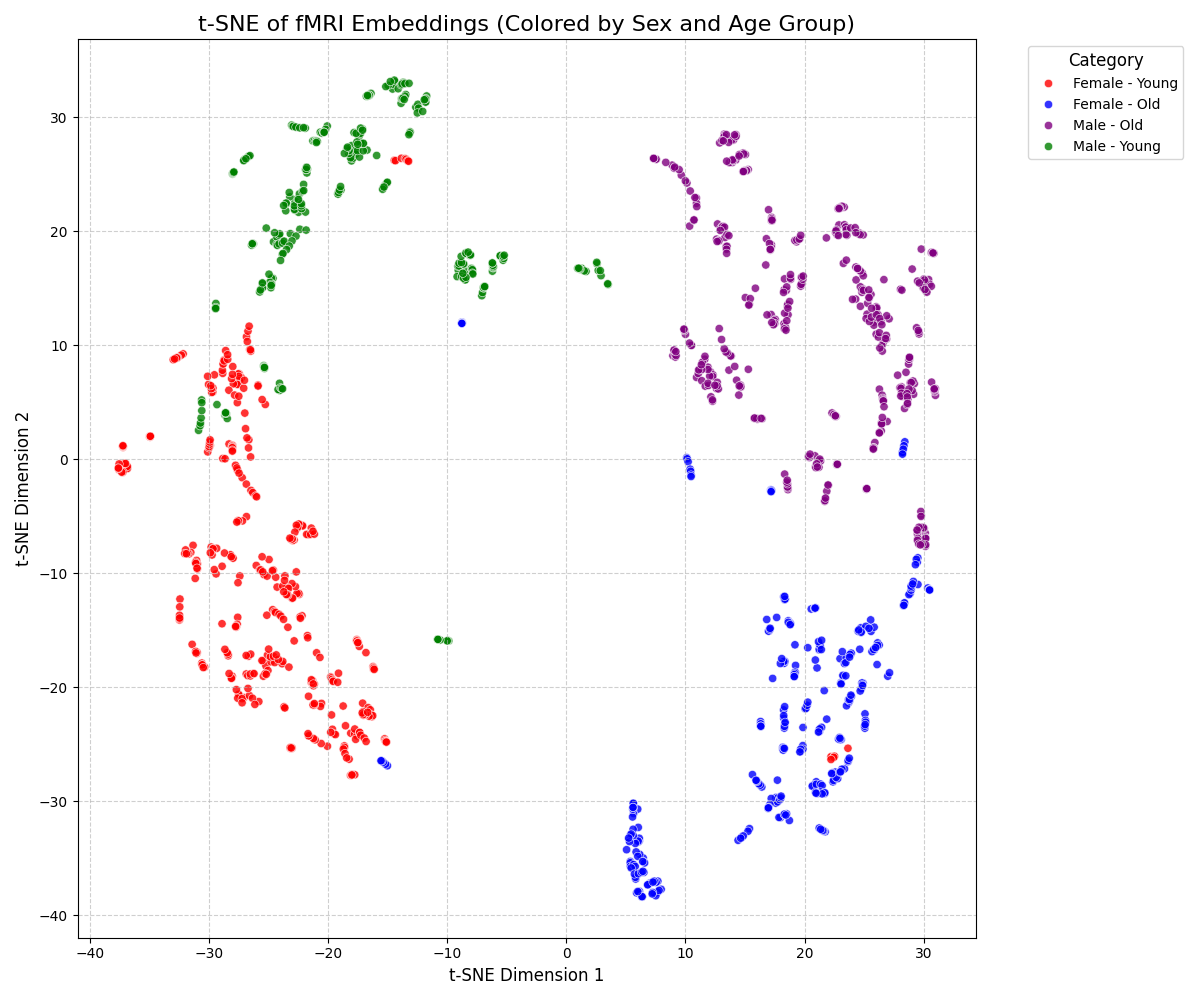 t-SNE of fMRI Embeddings (Colored by Sex and Age Group)
Category
Female - Young
Female - Old
Male - Old
Male - Young
t-SNE Dimension 2
30
20
10
0
−10
−20
−30
−40
−40
−30
−20
−10
0
10
20
30
t-SNE Dimension 1